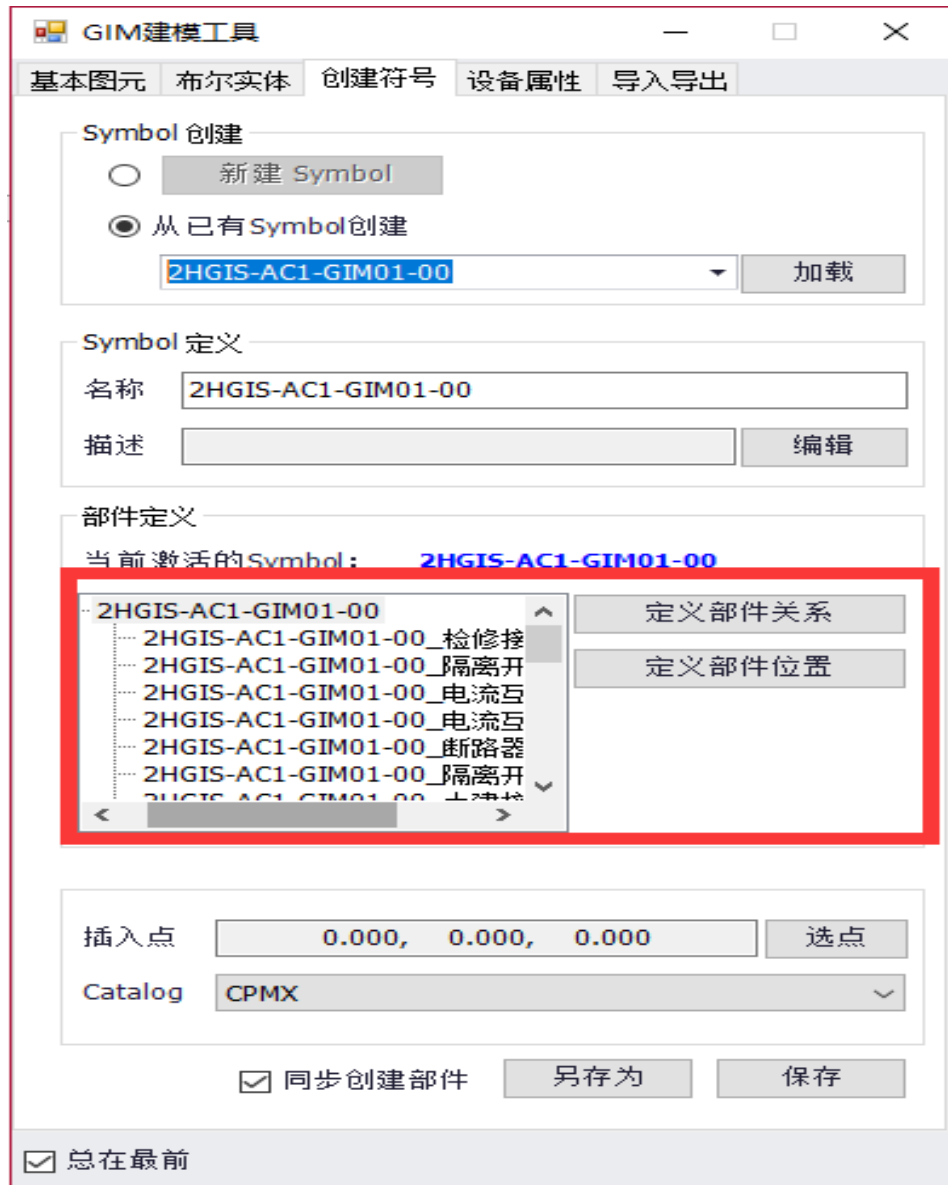 GIM建模工具
基本图元 布尔实体 创建符号 设备属性 导入导出
Symbol 创建
新建 Symbol
从已有Symbol创建
2HGIS-AC1-GIM01-00 加载
Symbol 定义
名称 2HGIS-AC1-GIM01-00
描述 编辑
部件定义
当前激活的Symbol: 2HGIS-AC1-GIM01-00
2HGIS-AC1-GIM01-00 定义部件关系
2HGIS-AC1-GIM01-00_检修接
2HGIS-AC1-GIM01-00_隔离开 定义部件位置
2HGIS-AC1-GIM01-00_电流互
2HGIS-AC1-GIM01-00_电流互
2HGIS-AC1-GIM01-00_断路器
2HGIS-AC1-GIM01-00_隔离开
2HGIS-AC1-GIM01-00_土建接
插入点 0.000, 0.000, 0.000 选点
Catalog CPMX
同步创建部件 另存为 保存
总在最前